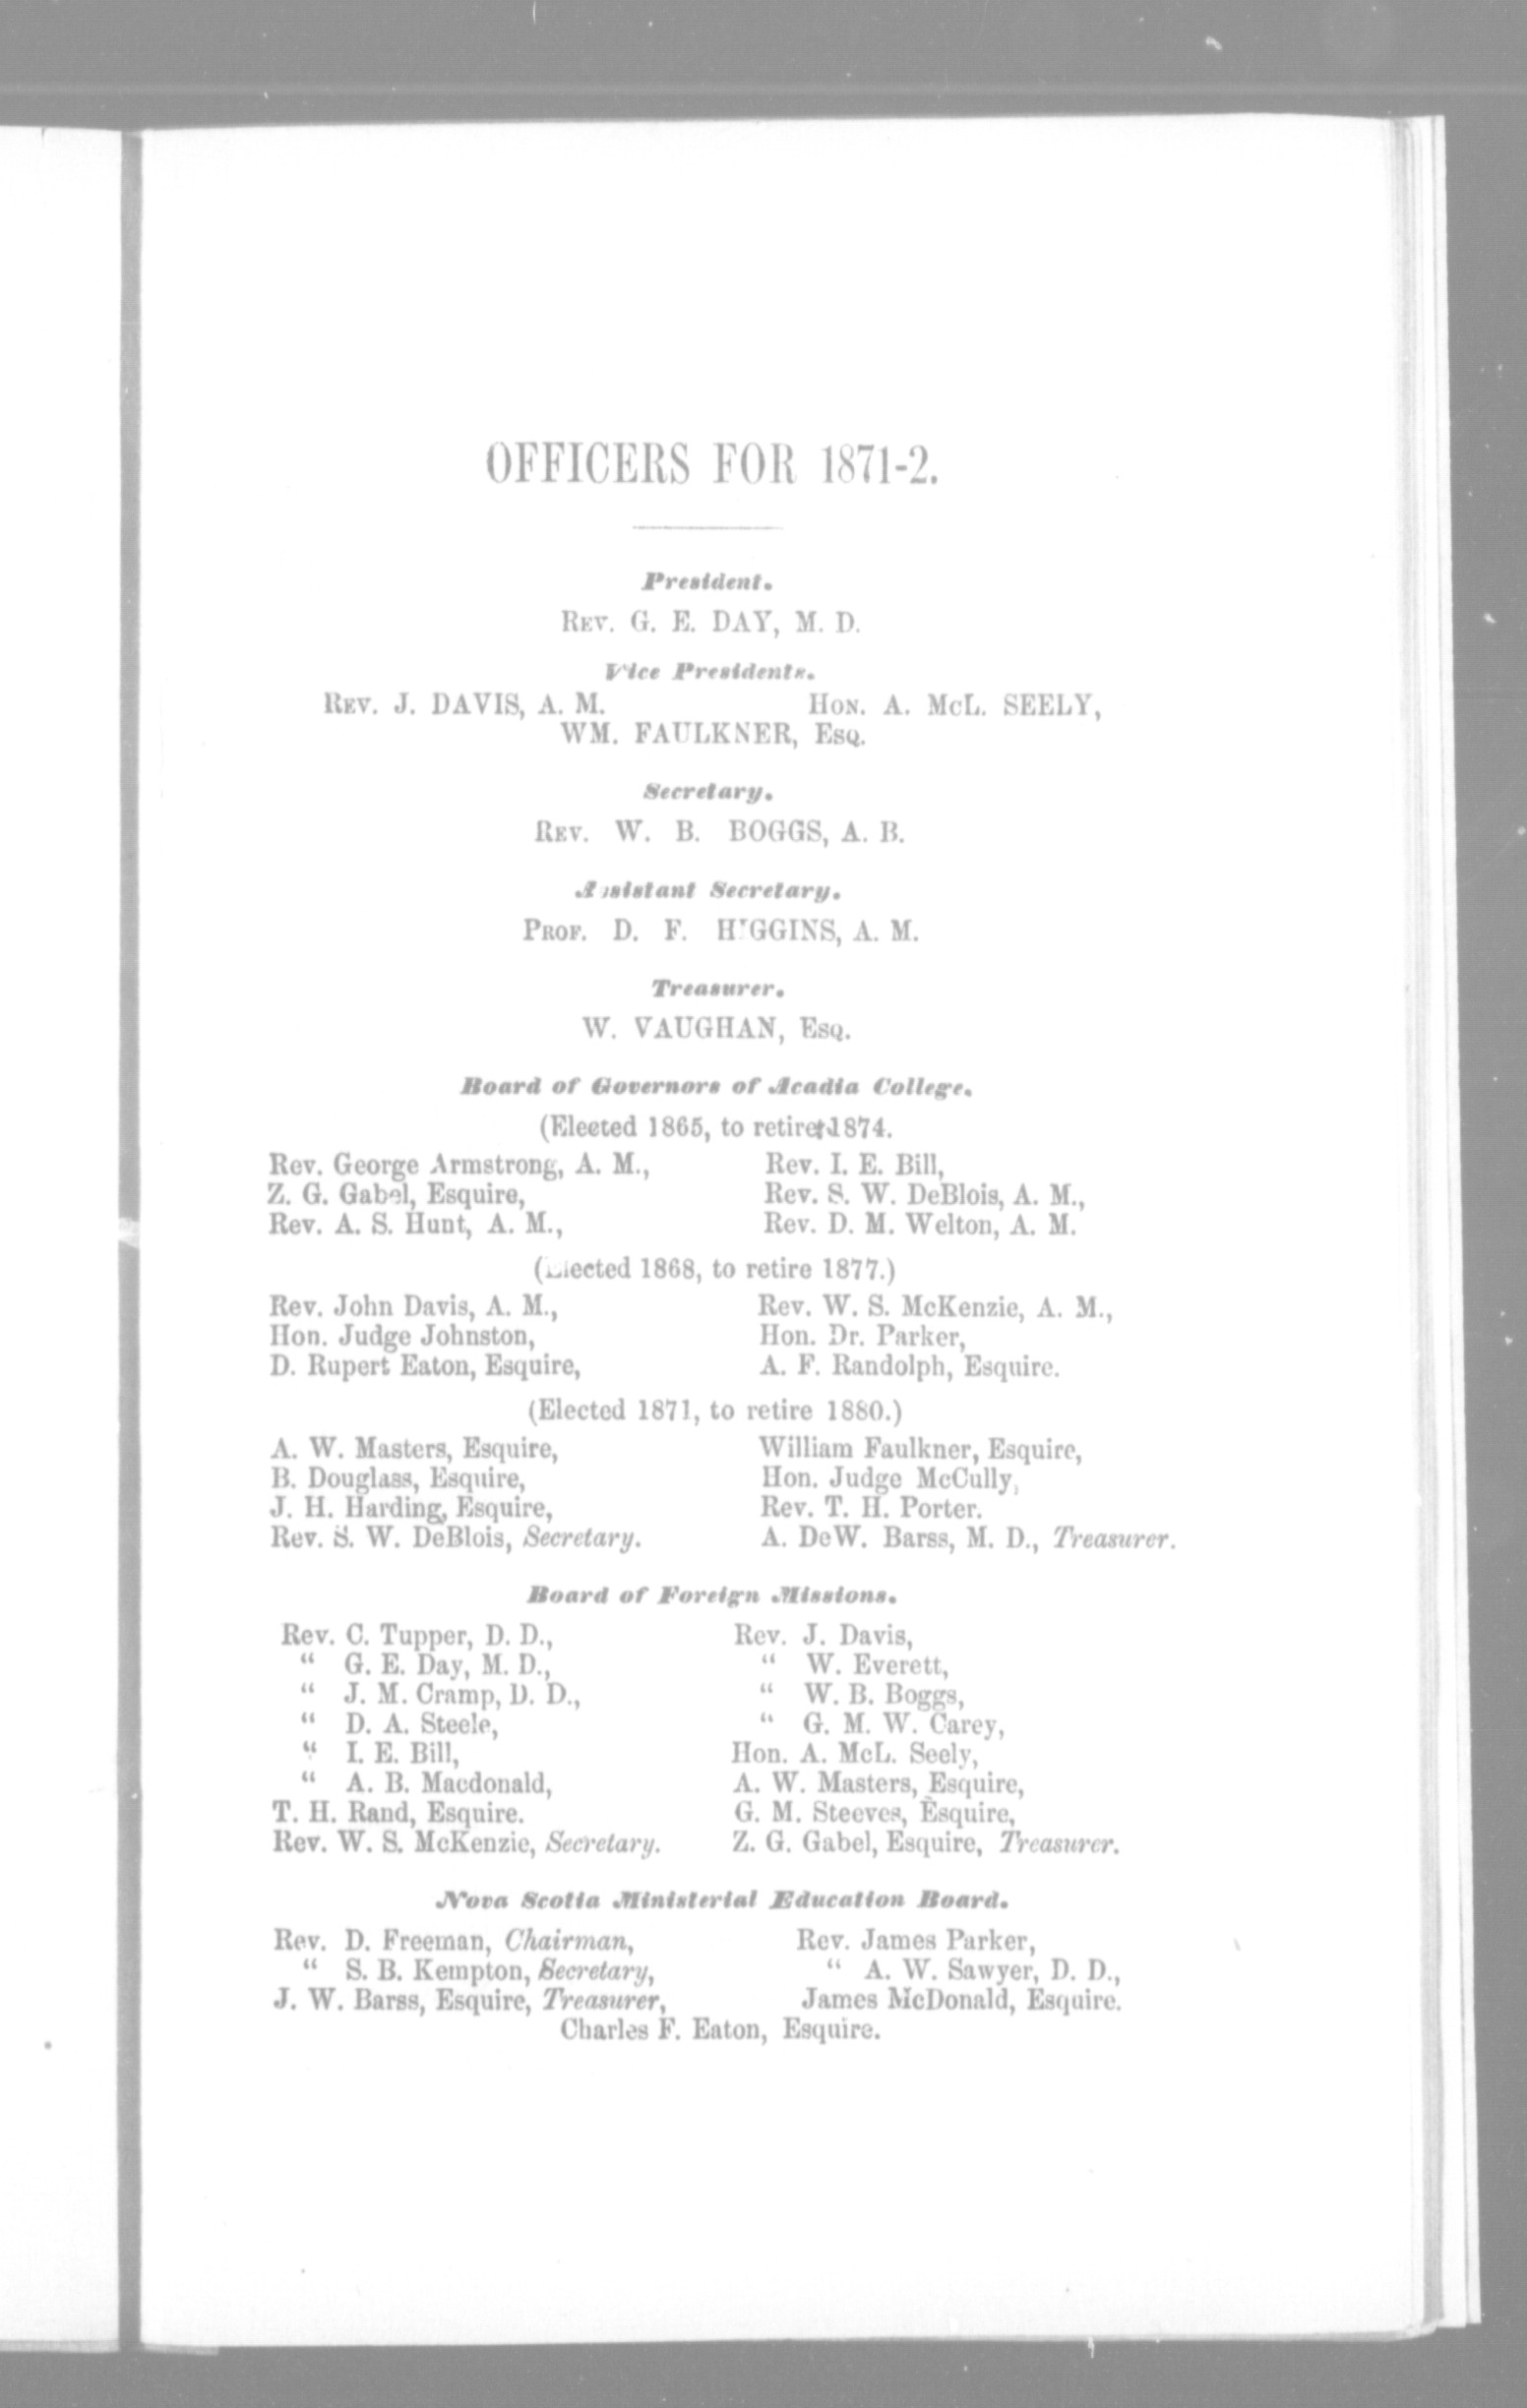 OFFICERS FOR 1871-2.
President.
REV. G. E. DAY, M. D.
Vice Presidents.
REV. J. DAVIS, A. M. HON. A. McL. SEELY,
WM. FAULKNER, ESQ.
Secretary.
REV. W. B. BOGGS, A. B.
Assistant Secretary.
PROF. D. F. HIGGINS, A. M.
Treasurer.
W. VAUGHAN, ESQ.
Board of Governors of Acadia College.
(Elected 1865, to retire 1874.
Rev. George Armstrong, A. M., Rev. I. E. Bill,
Z. G. Gabel, Esquire, Rev. S. W. DeBlois, A. M.,
Rev. A. S. Hunt, A. M., Rev. D. M. Welton, A. M.
(Elected 1868, to retire 1877.)
Rev. John Davis, A. M., Rev. W. S. McKenzie, A. M.,
Hon. Judge Johnston, Hon. Dr. Parker,
D. Rupert Eaton, Esquire, A. F. Randolph, Esquire.
(Elected 1871, to retire 1880.)
A. W. Masters, Esquire, William Faulkner, Esquire,
B. Douglass, Esquire, Hon. Judge McCully,
J. H. Harding, Esquire, Rev. T. H. Porter.
Rev. S. W. DeBlois, Secretary. A. DeW. Barss, M. D., Treasurer.
Board of Foreign Missions.
Rev. C. Tupper, D. D., Rev. J. Davis,
“ G. E. Day, M. D., “ W. Everett,
“ J. M. Cramp, D. D., “ W. B. Boggs,
“ D. A. Steele, “ G. M. W. Carey,
“ I. E. Bill, Hon. A. McL. Seely,
“ A. B. Macdonald, A. W. Masters, Esquire,
T. H. Rand, Esquire. G. M. Steeves, Esquire,
Rev. W. S. McKenzie, Secretary. Z. G. Gabel, Esquire, Treasurer.
Nova Scotia Ministerial Education Board.
Rev. D. Freeman, Chairman, Rev. James Parker,
“ S. B. Kempton, Secretary, “ A. W. Sawyer, D. D.,
J. W. Barss, Esquire, Treasurer, James McDonald, Esquire.
Charles F. Eaton, Esquire.